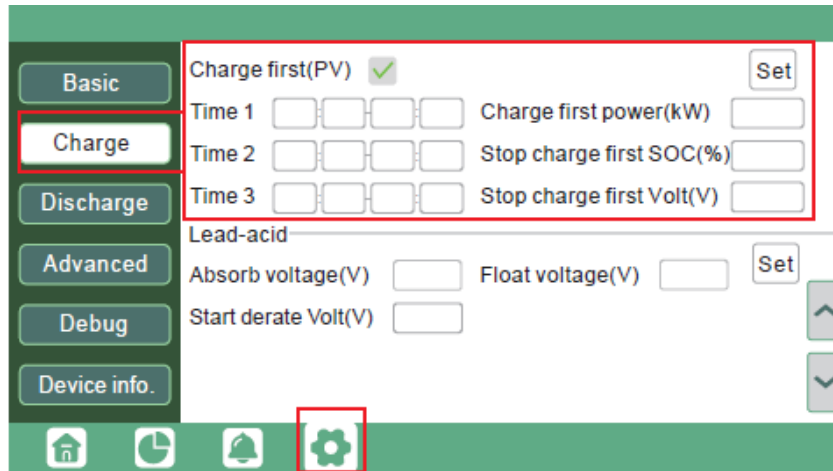 Basic
Charge
Discharge
Advanced
Debug
Device info.
Charge first(PV) Set
Time 1 : - : Charge first power(kW)
Time 2 : - : Stop charge first SOC(%)
Time 3 : - : Stop charge first Volt(V)
Lead-acid
Absorb voltage(V) Float voltage(V) Set
Start derate Volt(V)